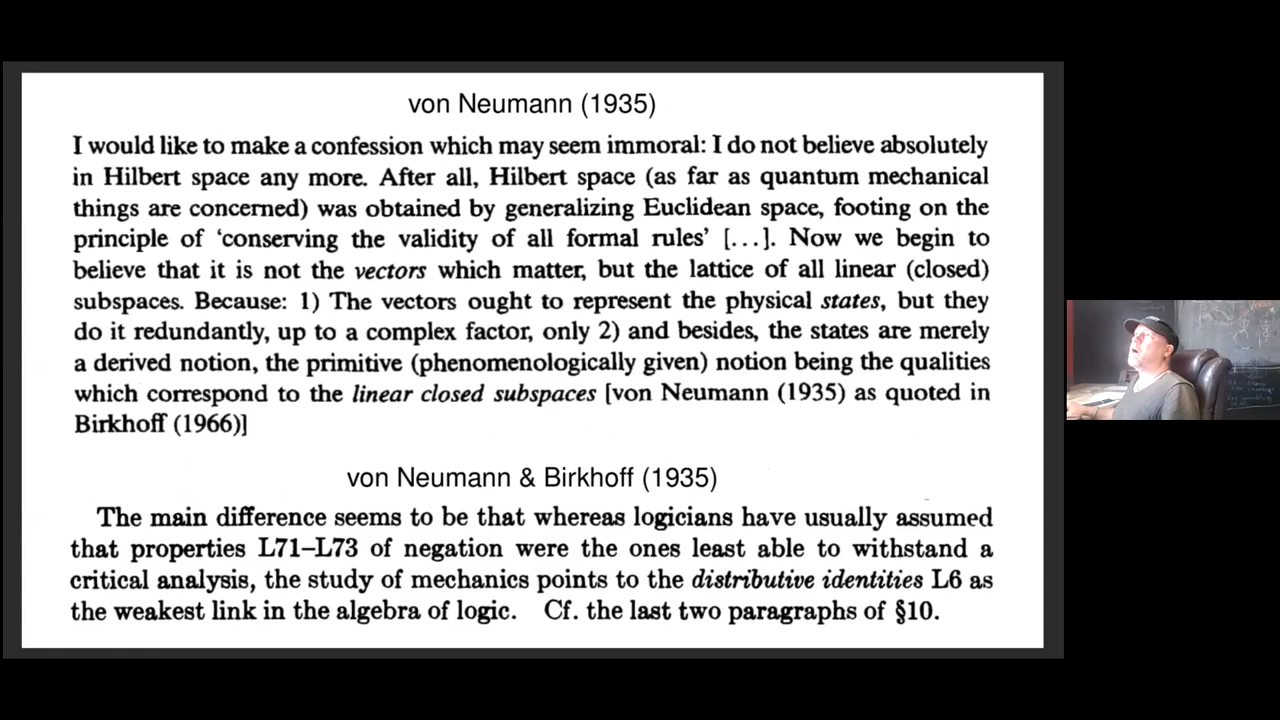 von Neumann (1935)
I would like to make a confession which may seem immoral: I do not believe absolutely
in Hilbert space any more. After all, Hilbert space (as far as quantum mechanical
things are concerned) was obtained by generalizing Euclidean space, footing on the
principle of ‘conserving the validity of all formal rules’ [...]. Now we begin to
believe that it is not the vectors which matter, but the lattice of all linear (closed)
subspaces. Because: 1) The vectors ought to represent the physical states, but they
do it redundantly, up to a complex factor, only 2) and besides, the states are merely
a derived notion, the primitive (phenomenologically given) notion being the qualities
which correspond to the linear closed subspaces [von Neumann (1935) as quoted in
Birkhoff (1966)]
von Neumann & Birkhoff (1935)
The main difference seems to be that whereas logicians have usually assumed
that properties L71–L73 of negation were the ones least able to withstand a
critical analysis, the study of mechanics points to the distributive identities L6 as
the weakest link in the algebra of logic. Cf. the last two paragraphs of §10.